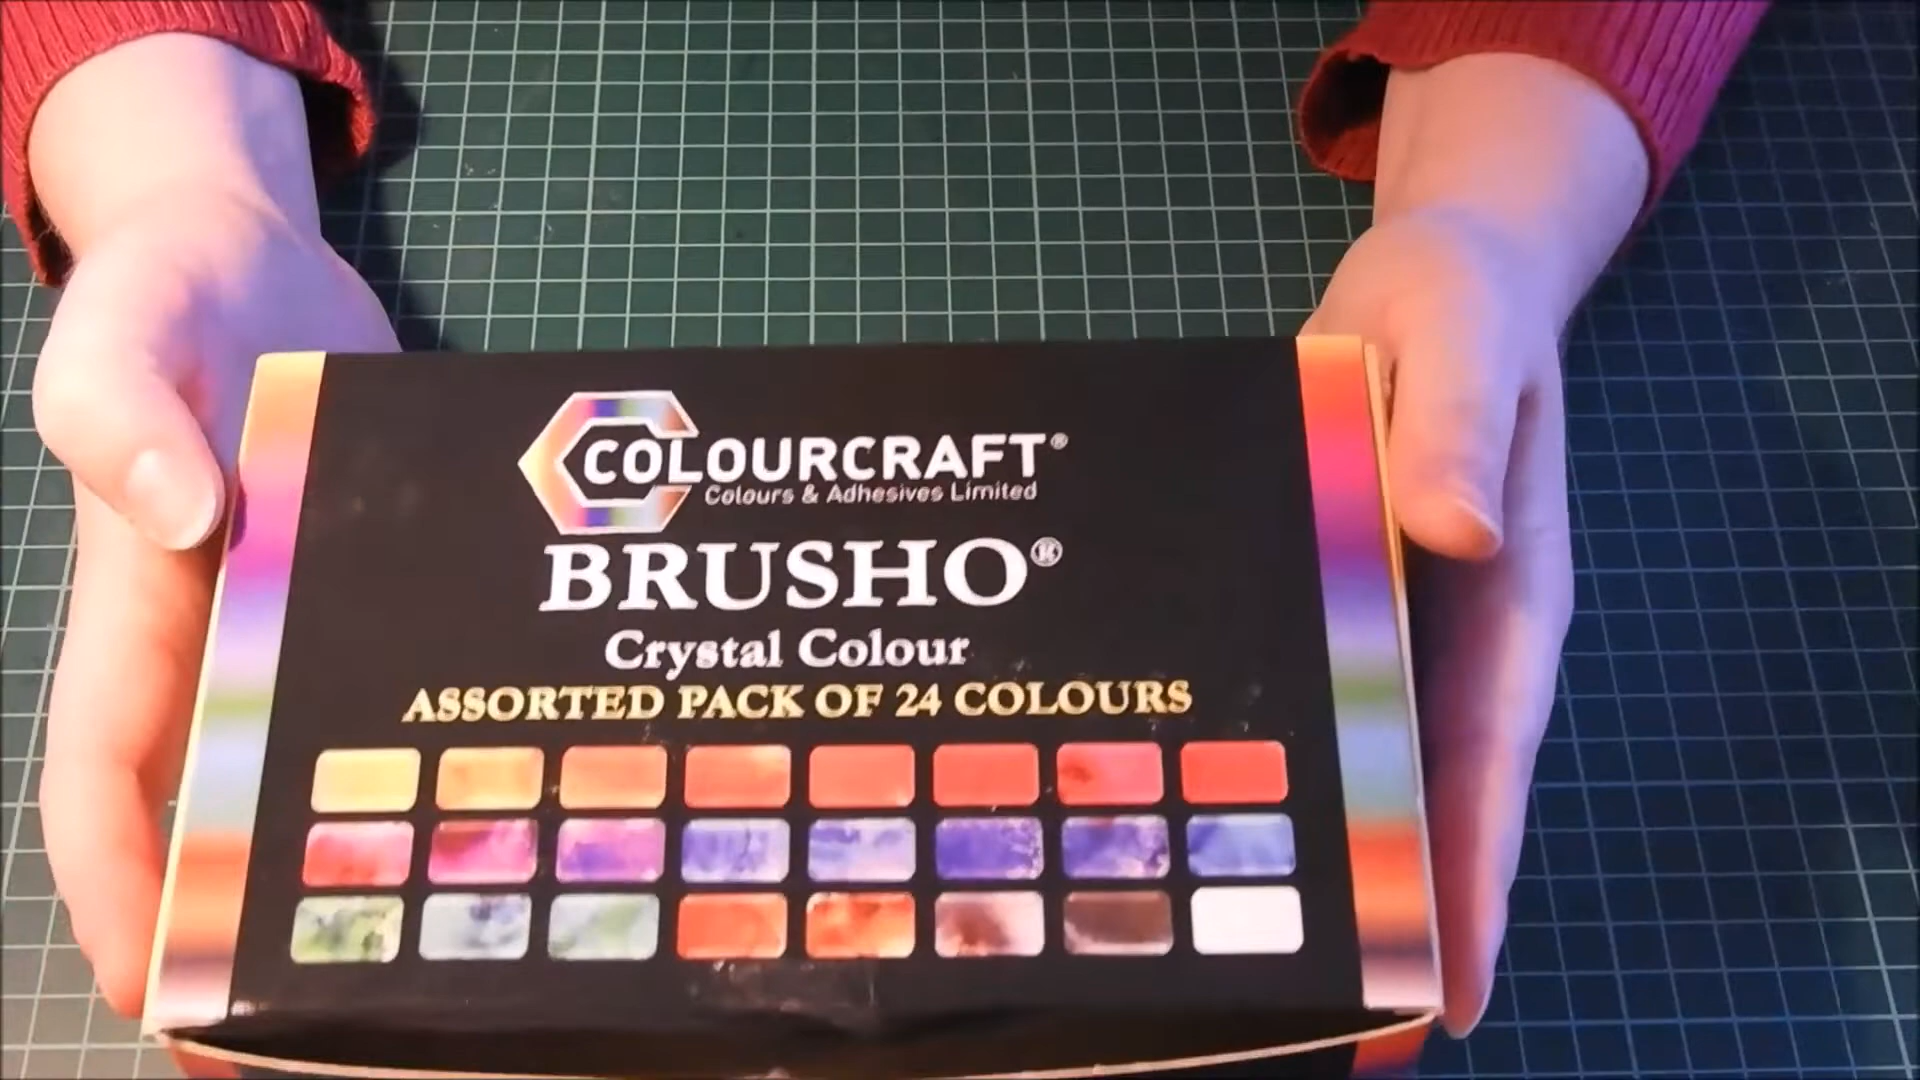 COLOURCRAFT®
Colours & Adhesives Limited
BRUSHO®
Crystal Colour
ASSORTED PACK OF 24 COLOURS